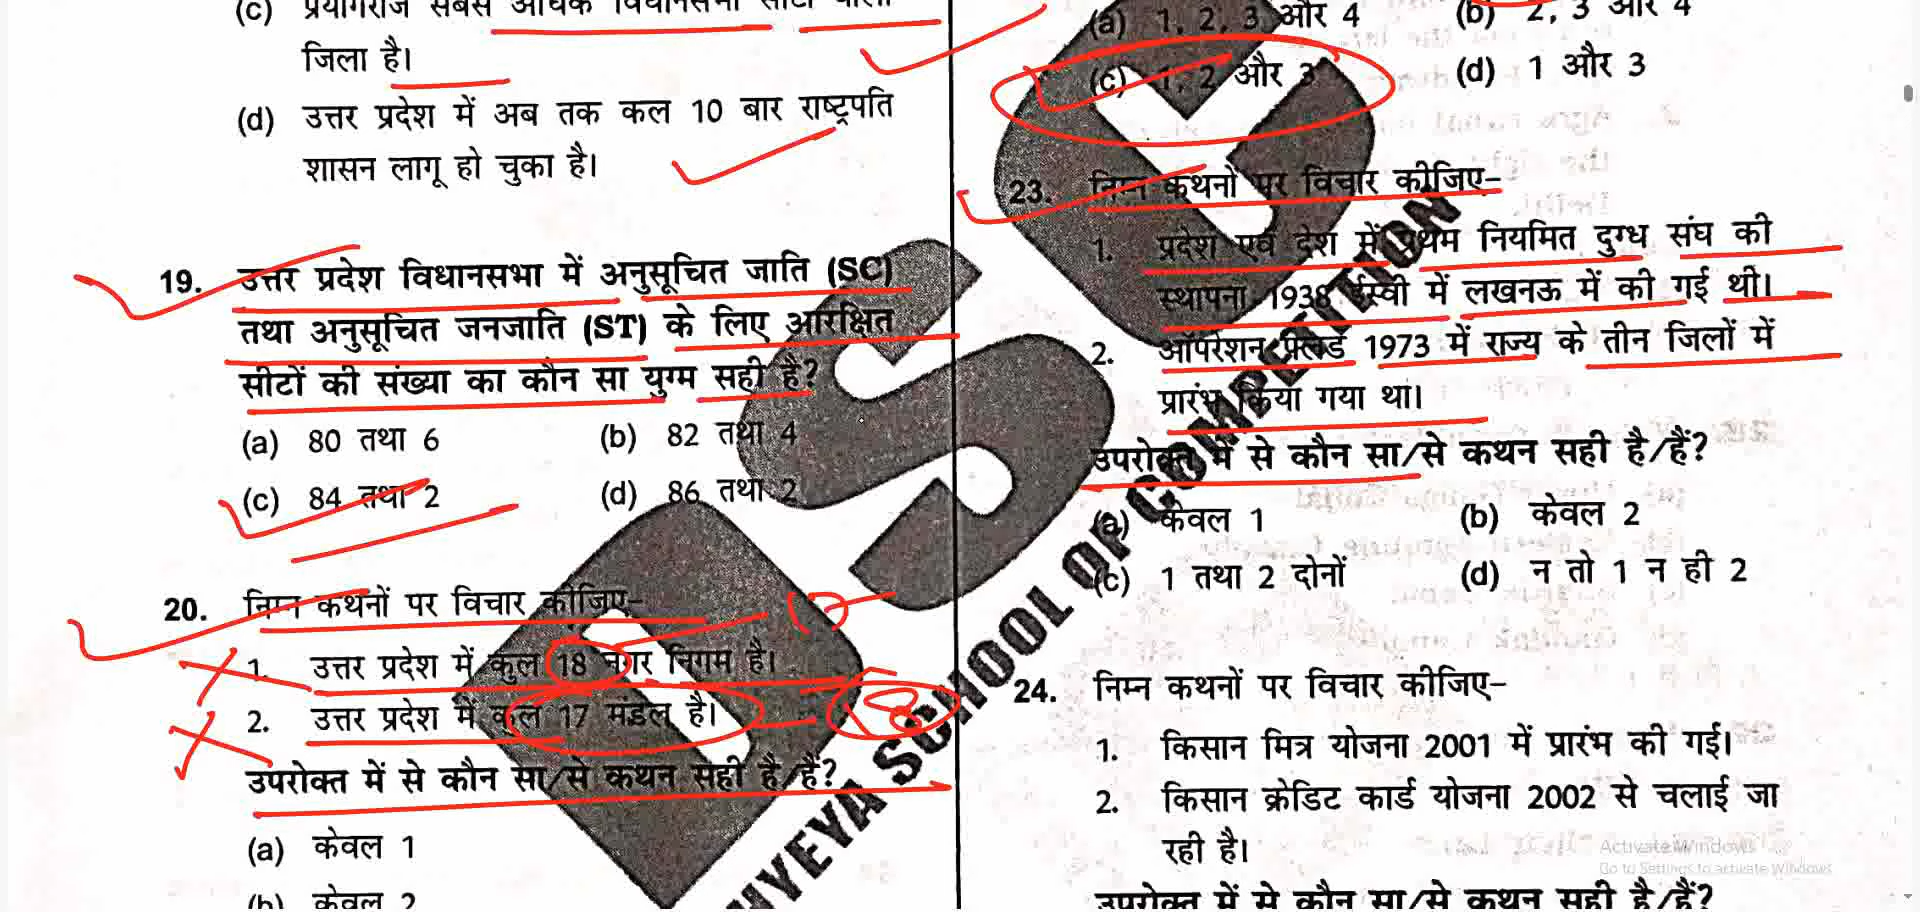 (c) प्रयागराज सबसे अधिक विधानसभा सीटों वाला
जिला है।
(d) उत्तर प्रदेश में अब तक कल 10 बार राष्ट्रपति
शासन लागू हो चुका है।
19. उत्तर प्रदेश विधानसभा में अनुसूचित जाति (SC)
तथा अनुसूचित जनजाति (ST) के लिए आरक्षित
सीटों की संख्या का कौन सा युग्म सही है?
(a) 80 तथा 6 (b) 82 तथा 4
(c) 84 तथा 2 (d) 86 तथा 2
20. निम्न कथनों पर विचार कीजिए-
1. उत्तर प्रदेश में कुल 18 नगर निगम है।
2. उत्तर प्रदेश में कुल 17 मंडल है।
उपरोक्त में से कौन सा/से कथन सही है/हैं?
(a) केवल 1
(b) केवल 2
(a) 1, 2, 3 और 4 (b) 2, 3 और 4
(c) 1, 2 और 3 (d) 1 और 3
23. निम्न कथनों पर विचार कीजिए-
1. प्रदेश एवं देश में प्रथम नियमित दुग्ध संघ की
स्थापना 1938 ईस्वी में लखनऊ में की गई थी।
2. ऑपरेशन फ्लड 1973 में राज्य के तीन जिलों में
प्रारंभ किया गया था।
उपरोक्त में से कौन सा/से कथन सही है/हैं?
(a) केवल 1 (b) केवल 2
(c) 1 तथा 2 दोनों (d) न तो 1 न ही 2
24. निम्न कथनों पर विचार कीजिए-
1. किसान मित्र योजना 2001 में प्रारंभ की गई।
2. किसान क्रेडिट कार्ड योजना 2002 से चलाई जा
रही है।
उपरोक्त में से कौन सा/से कथन सही है/हैं?
DSC
HYEYA SCHOOL OF COMPETITION
Activate Windows
Go to Settings to activate Windows